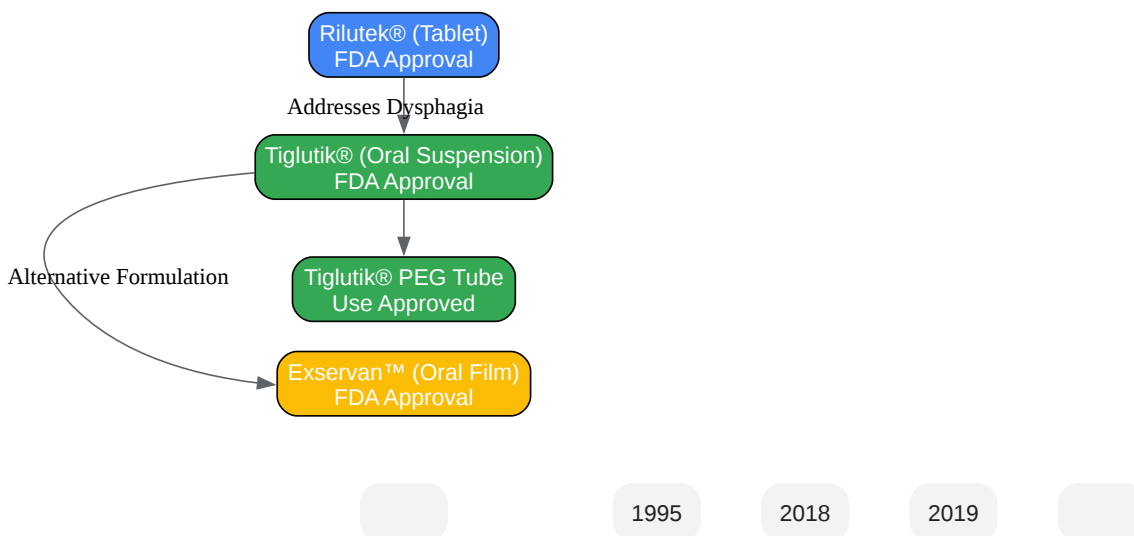 Rilutek® (Tablet)
FDA Approval
Addresses Dysphagia
Tiglutik® (Oral Suspension)
FDA Approval
Alternative Formulation
Tiglutik® PEG Tube
Use Approved
Exservan™ (Oral Film)
FDA Approval
1995
2018
2019